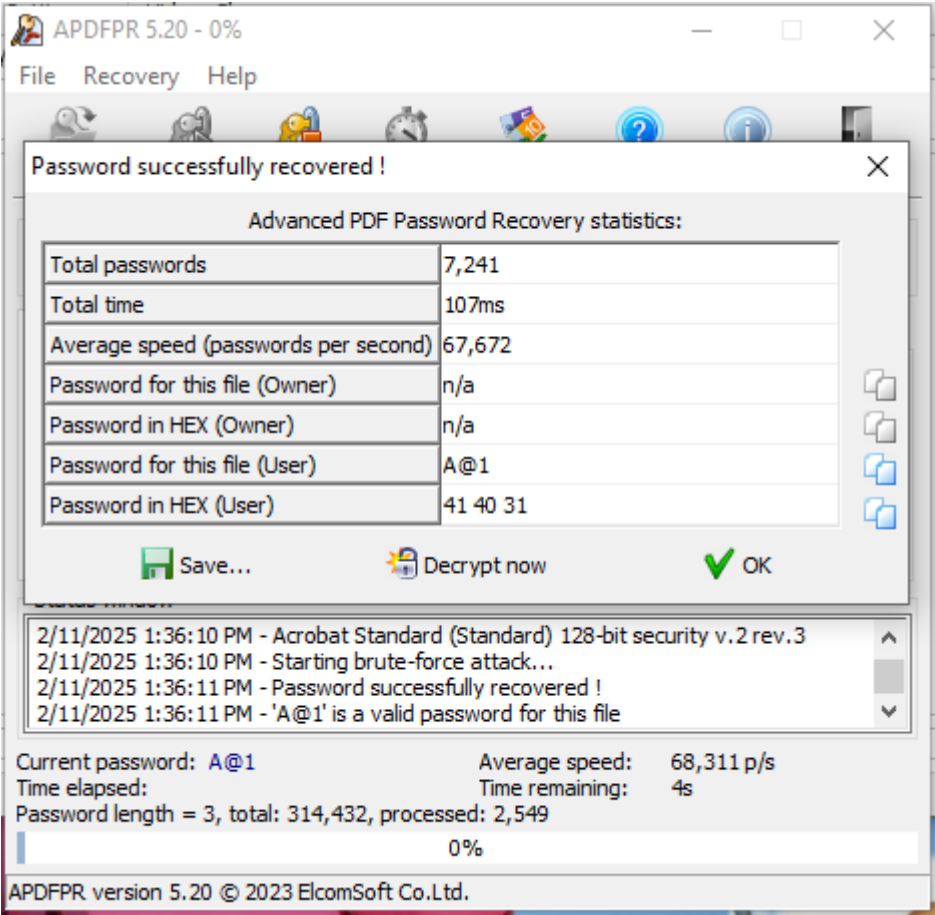 APDFPR 5.20 - 0%
File Recovery Help
Password successfully recovered !
Advanced PDF Password Recovery statistics:
Total passwords 7,241
Total time 107ms
Average speed (passwords per second) 67,672
Password for this file (Owner) n/a
Password in HEX (Owner) n/a
Password for this file (User) A@1
Password in HEX (User) 41 40 31
Save... Decrypt now OK
Status window
2/11/2025 1:36:10 PM - Acrobat Standard (Standard) 128-bit security v.2 rev.3
2/11/2025 1:36:10 PM - Starting brute-force attack...
2/11/2025 1:36:11 PM - Password successfully recovered !
2/11/2025 1:36:11 PM - 'A@1' is a valid password for this file
Current password: A@1 Average speed: 68,311 p/s
Time elapsed: Time remaining: 4s
Password length = 3, total: 314,432, processed: 2,549
0%
APDFPR version 5.20 © 2023 ElcomSoft Co.Ltd.